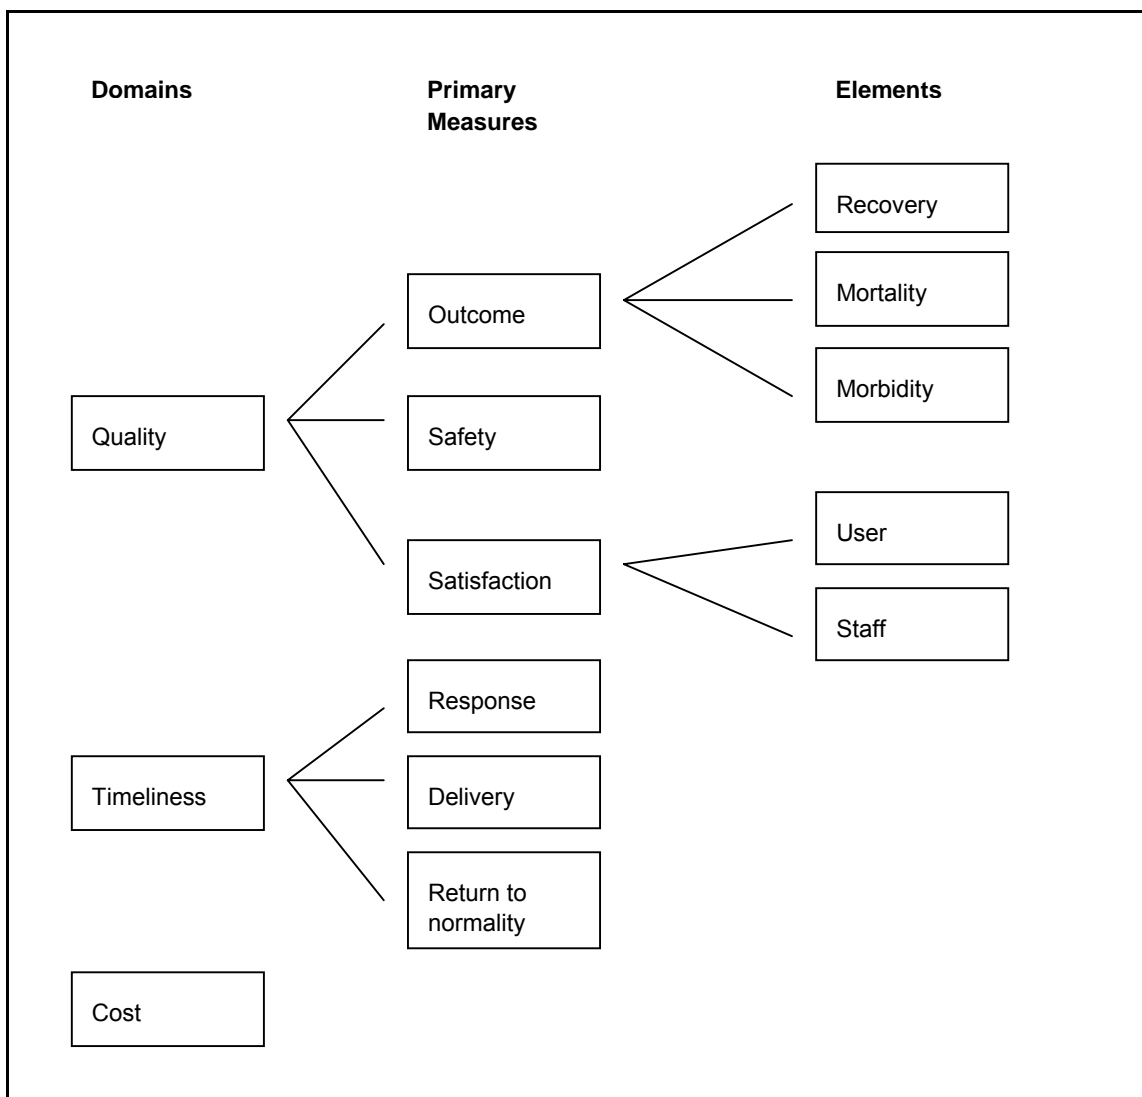 Domains
Primary
Measures
Elements
Recovery
Outcome
Mortality
Morbidity
Quality
Safety
User
Satisfaction
Staff
Response
Timeliness
Delivery
Return to
normality
Cost